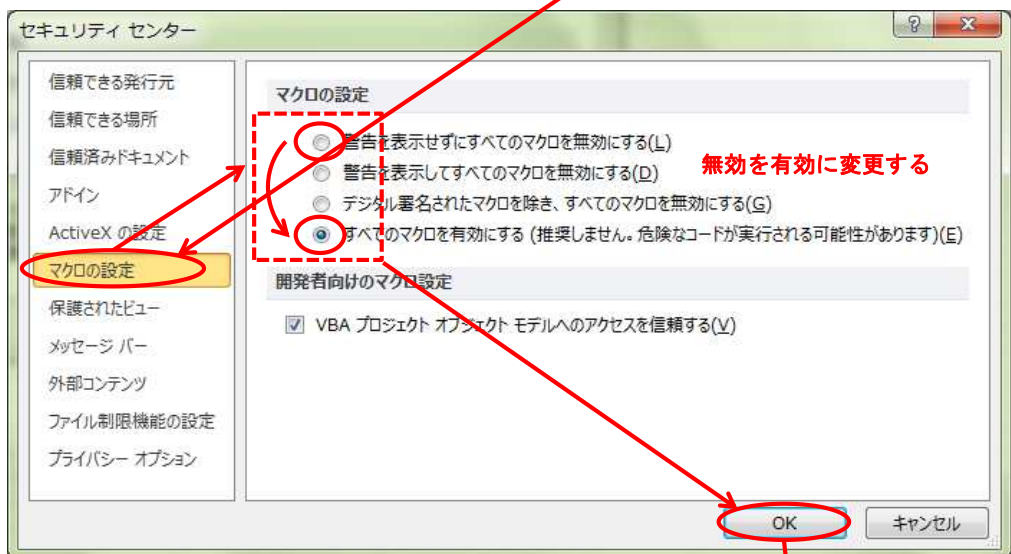 セキュリティ センター
信頼できる発行元
信頼できる場所
信頼済みドキュメント
アドイン
ActiveX の設定
マクロの設定
保護されたビュー
メッセージ バー
外部コンテンツ
ファイル制限機能の設定
プライバシー オプション
マクロの設定
警告を表示せずにすべてのマクロを無効にする(L)
警告を表示してすべてのマクロを無効にする(D)
デジタル署名されたマクロを除き、すべてのマクロを無効にする(G)
すべてのマクロを有効にする (推奨しません。危険なコードが実行される可能性があります)(E)
無効を有効に変更する
開発者向けのマクロ設定
VBA プロジェクト オブジェクト モデルへのアクセスを信頼する(V)
OK
キャンセル